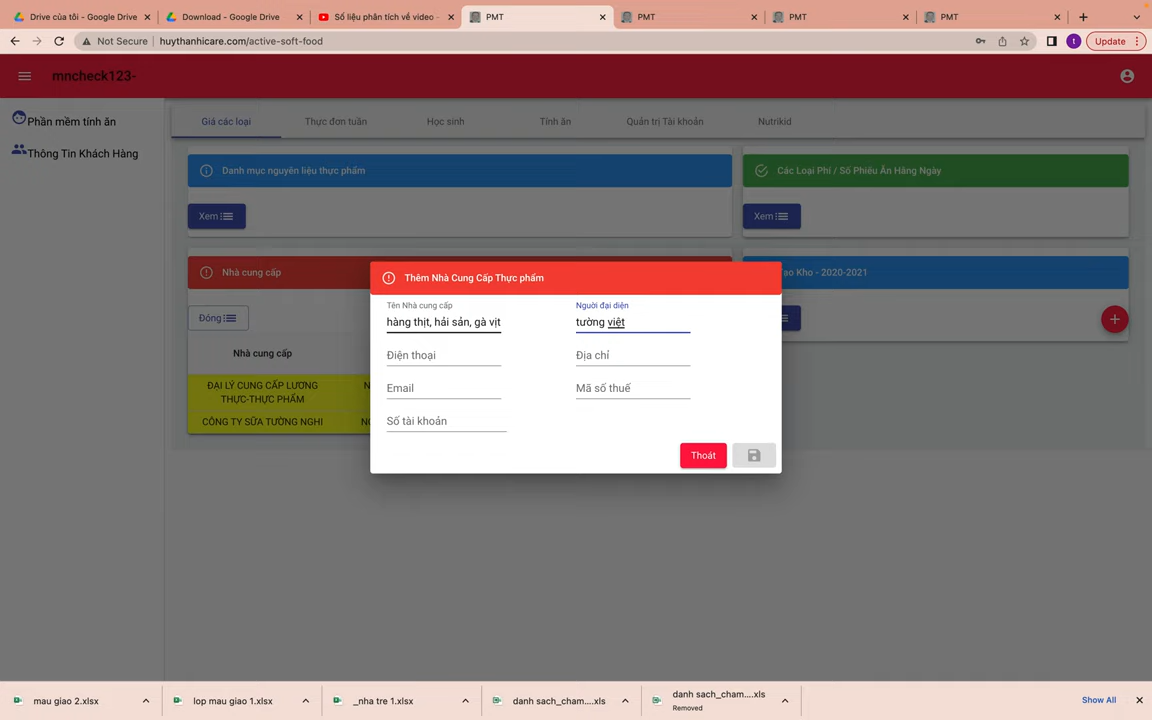 Drive của tôi - Google Drive
Download - Google Drive
Số liệu phân tích về video -
PMT
PMT
PMT
PMT
Not Secure
huythanhicare.com/active-soft-food
t
Update
mncheck123-
Phần mềm tính ăn
Thông Tin Khách Hàng
Giá các loại
Thực đơn tuần
Học sinh
Tính ăn
Quản trị Tài khoản
Nutrikid
Danh mục nguyên liệu thực phẩm
Các Loại Phí / Số Phiếu Ăn Hằng Ngày
Xem
Xem
Nhà cung cấp
Kho - 2020-2021
Đóng
Nhà cung cấp
ĐẠI LÝ CUNG CẤP LƯƠNG
THỰC-THỰC PHẨM
CÔNG TY SỮA TƯỜNG NGHI
Thêm Nhà Cung Cấp Thực phẩm
Tên Nhà cung cấp
hàng thịt, hải sản, gà vịt
Người đại diện
tường việt
Điện thoại
Địa chỉ
Email
Mã số thuế
Số tài khoản
Thoát
mau giao 2.xlsx
lop mau giao 1.xlsx
_nha tre 1.xlsx
danh sach_cham....xls
danh sach_cham....xls
Removed
Show All